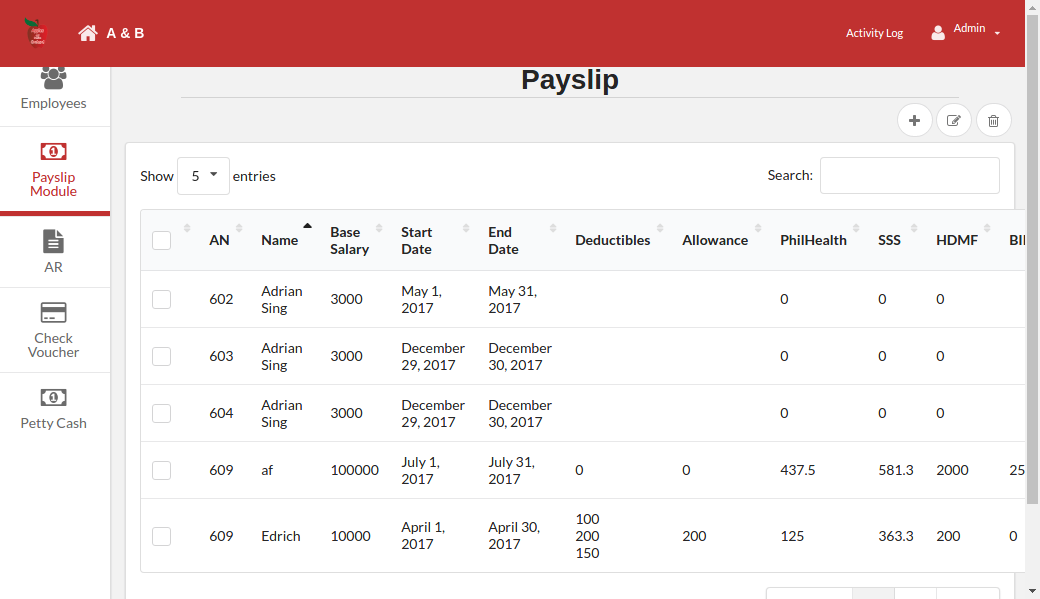 A & B
Activity Log
Admin
Employees
Payslip
Module
AR
Check
Voucher
Petty Cash
Payslip
Show 5 entries
Search:
AN Name Base Salary Start Date End Date Deductibles Allowance PhilHealth SSS HDMF
602 Adrian Sing 3000 May 1, 2017 May 31, 2017 0 0 0
603 Adrian Sing 3000 December 29, 2017 December 30, 2017 0 0 0
604 Adrian Sing 3000 December 29, 2017 December 30, 2017 0 0 0
609 af 100000 July 1, 2017 July 31, 2017 0 0 437.5 581.3 2000 25
609 Edrich 10000 April 1, 2017 April 30, 2017 100 200 150 200 125 363.3 200 0